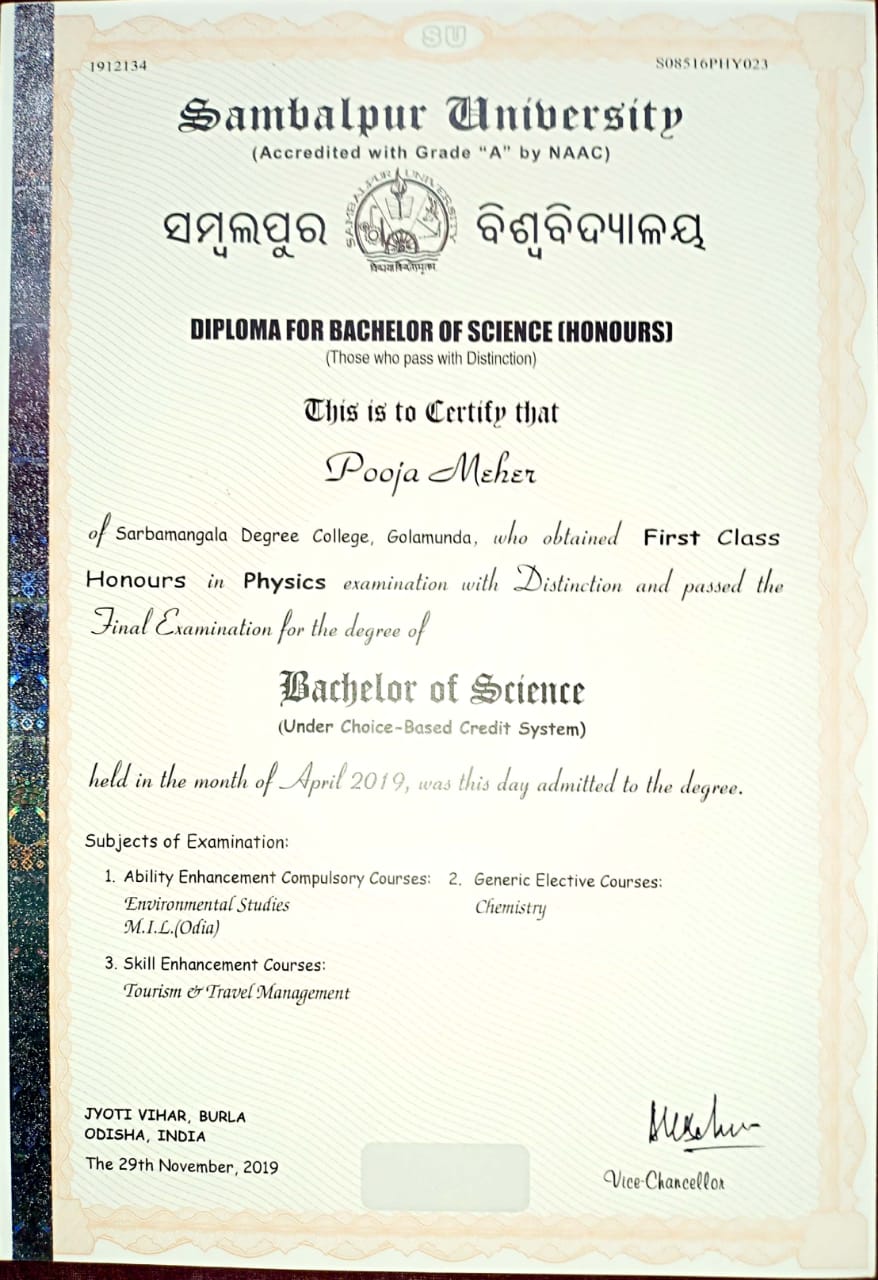 SU
1912134
S08516PHY023
Sambalpur University
(Accredited with Grade “A” by NAAC)
ସମ୍ବଲପୁର ବିଶ୍ୱବିଦ୍ୟାଳୟ
SAMBALPUR UNIVERSITY
DIPLOMA FOR BACHELOR OF SCIENCE (HONOURS)
(Those who pass with Distinction)
This is to Certify that
Pooja Meher
of Sarbamangala Degree College, Golamunda, who obtained First Class
Honours in Physics examination with Distinction and passed the
Final Examination for the degree of
Bachelor of Science
(Under Choice-Based Credit System)
held in the month of April 2019, was this day admitted to the degree.
Subjects of Examination:
1. Ability Enhancement Compulsory Courses: 2. Generic Elective Courses:
Environmental Studies Chemistry
M.I.L.(Odia)
3. Skill Enhancement Courses:
Tourism & Travel Management
JYOTI VIHAR, BURLA
ODISHA, INDIA
The 29th November, 2019
Vice-Chancellor